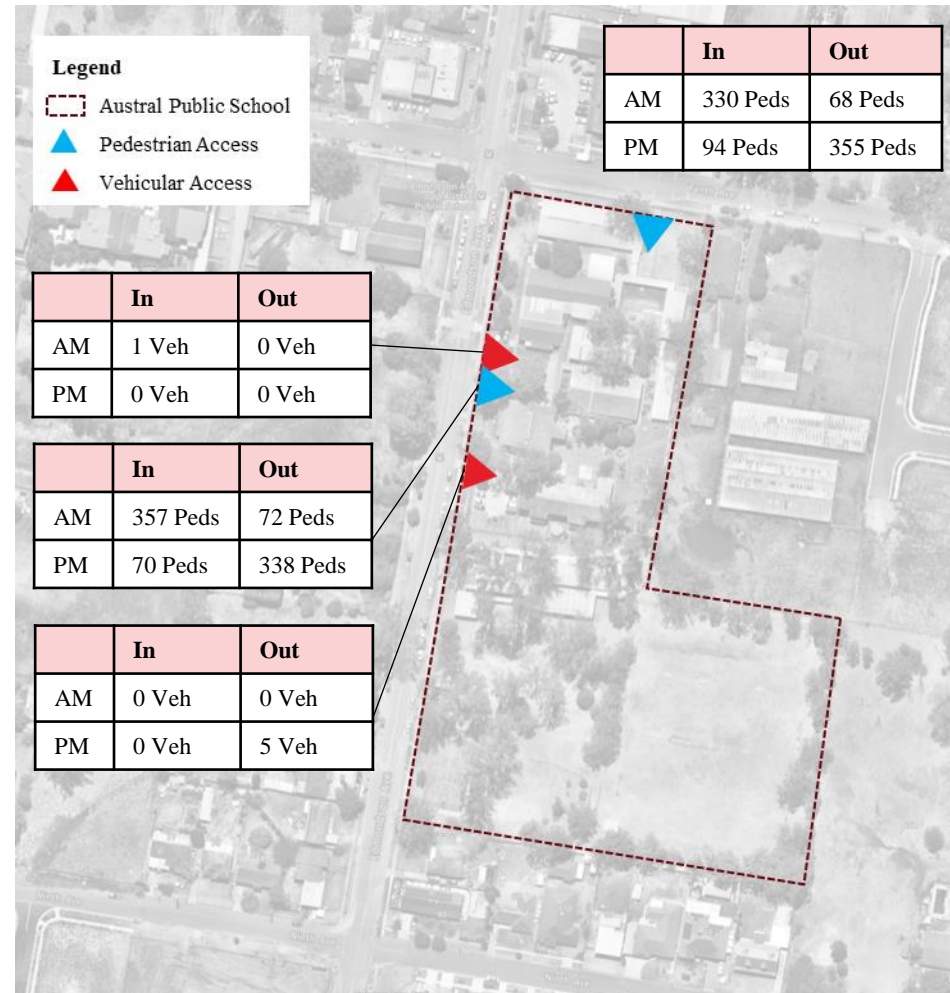 Legend
Austral Public School
Pedestrian Access
Vehicular Access
In Out
AM 330 Peds 68 Peds
PM 94 Peds 355 Peds
In Out
AM 1 Veh 0 Veh
PM 0 Veh 0 Veh
In Out
AM 357 Peds 72 Peds
PM 70 Peds 338 Peds
In Out
AM 0 Veh 0 Veh
PM 0 Veh 5 Veh